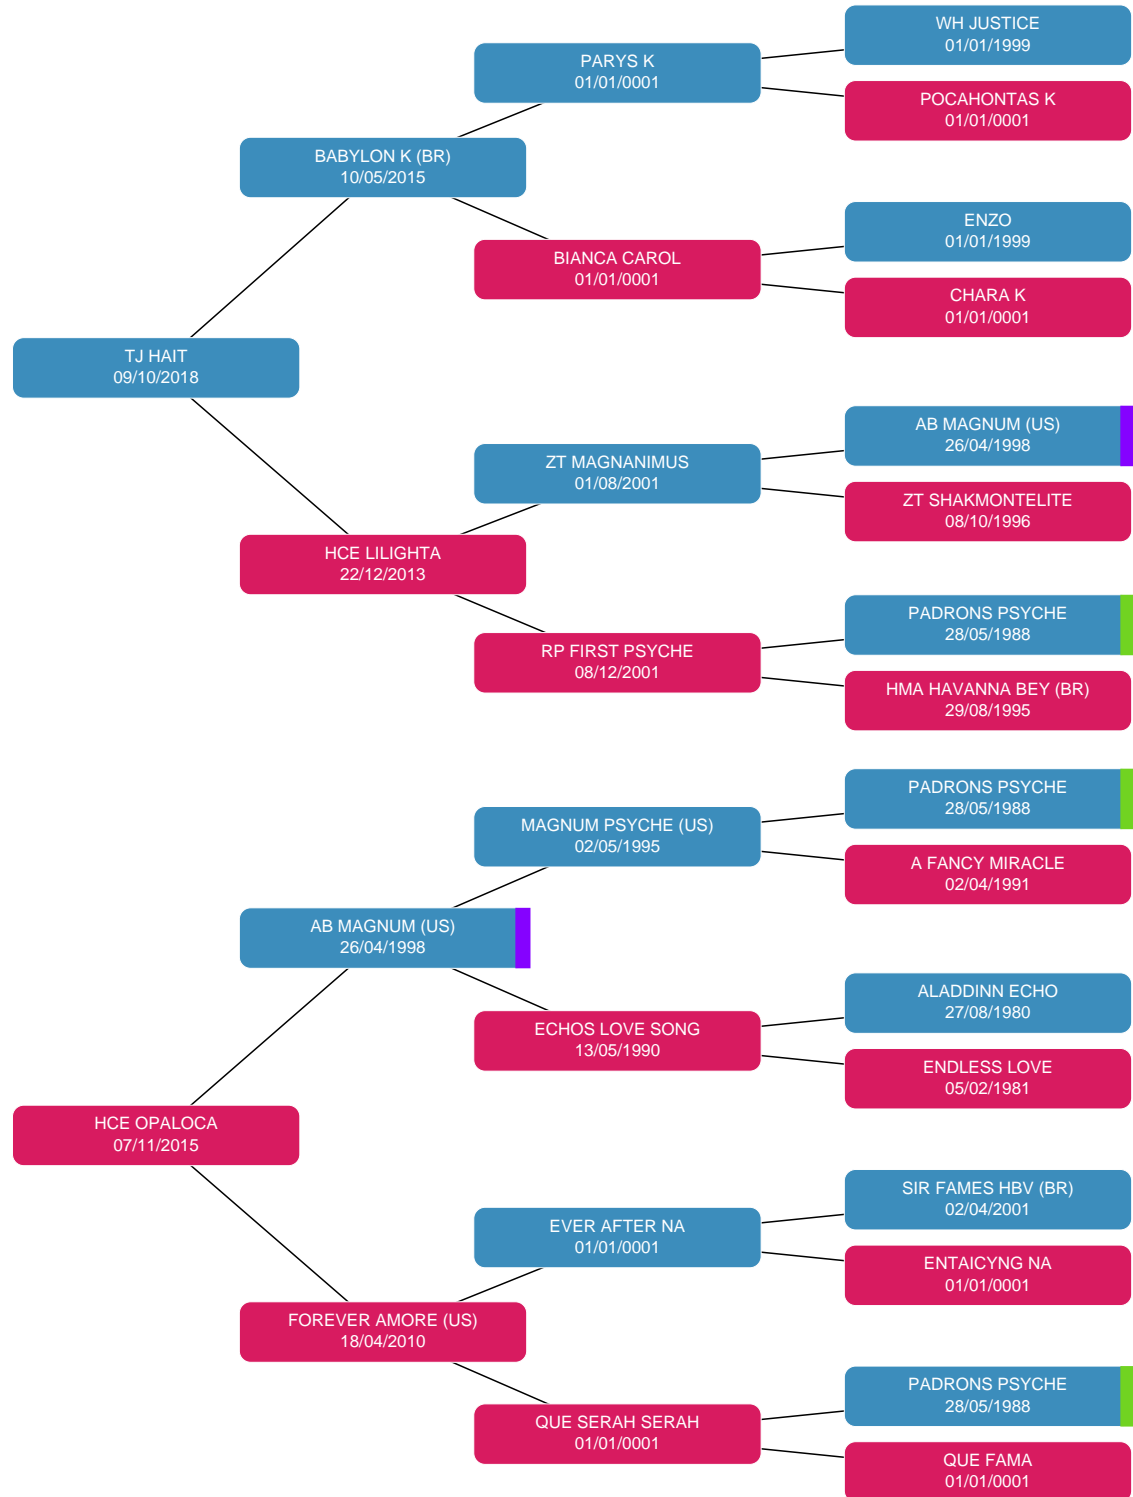 WH JUSTICE
01/01/1999
PARYS K
01/01/0001
POCAHONTAS K
01/01/0001
BABYLON K (BR)
10/05/2015
ENZO
01/01/1999
BIANCA CAROL
01/01/0001
CHARA K
01/01/0001
TJ HAIT
09/10/2018
AB MAGNUM (US)
26/04/1998
ZT MAGNANIMUS
01/08/2001
ZT SHAKMONTELITE
08/10/1996
HCE LILIGHTA
22/12/2013
PADRONS PSYCHE
28/05/1988
RP FIRST PSYCHE
08/12/2001
HMA HAVANNA BEY (BR)
29/08/1995
PADRONS PSYCHE
28/05/1988
MAGNUM PSYCHE (US)
02/05/1995
A FANCY MIRACLE
02/04/1991
AB MAGNUM (US)
26/04/1998
ALADDINN ECHO
27/08/1980
ECHOS LOVE SONG
13/05/1990
ENDLESS LOVE
05/02/1981
HCE OPALOCA
07/11/2015
SIR FAMES HBV (BR)
02/04/2001
EVER AFTER NA
01/01/0001
ENTAICYNG NA
01/01/0001
FOREVER AMORE (US)
18/04/2010
PADRONS PSYCHE
28/05/1988
QUE SERAH SERAH
01/01/0001
QUE FAMA
01/01/0001